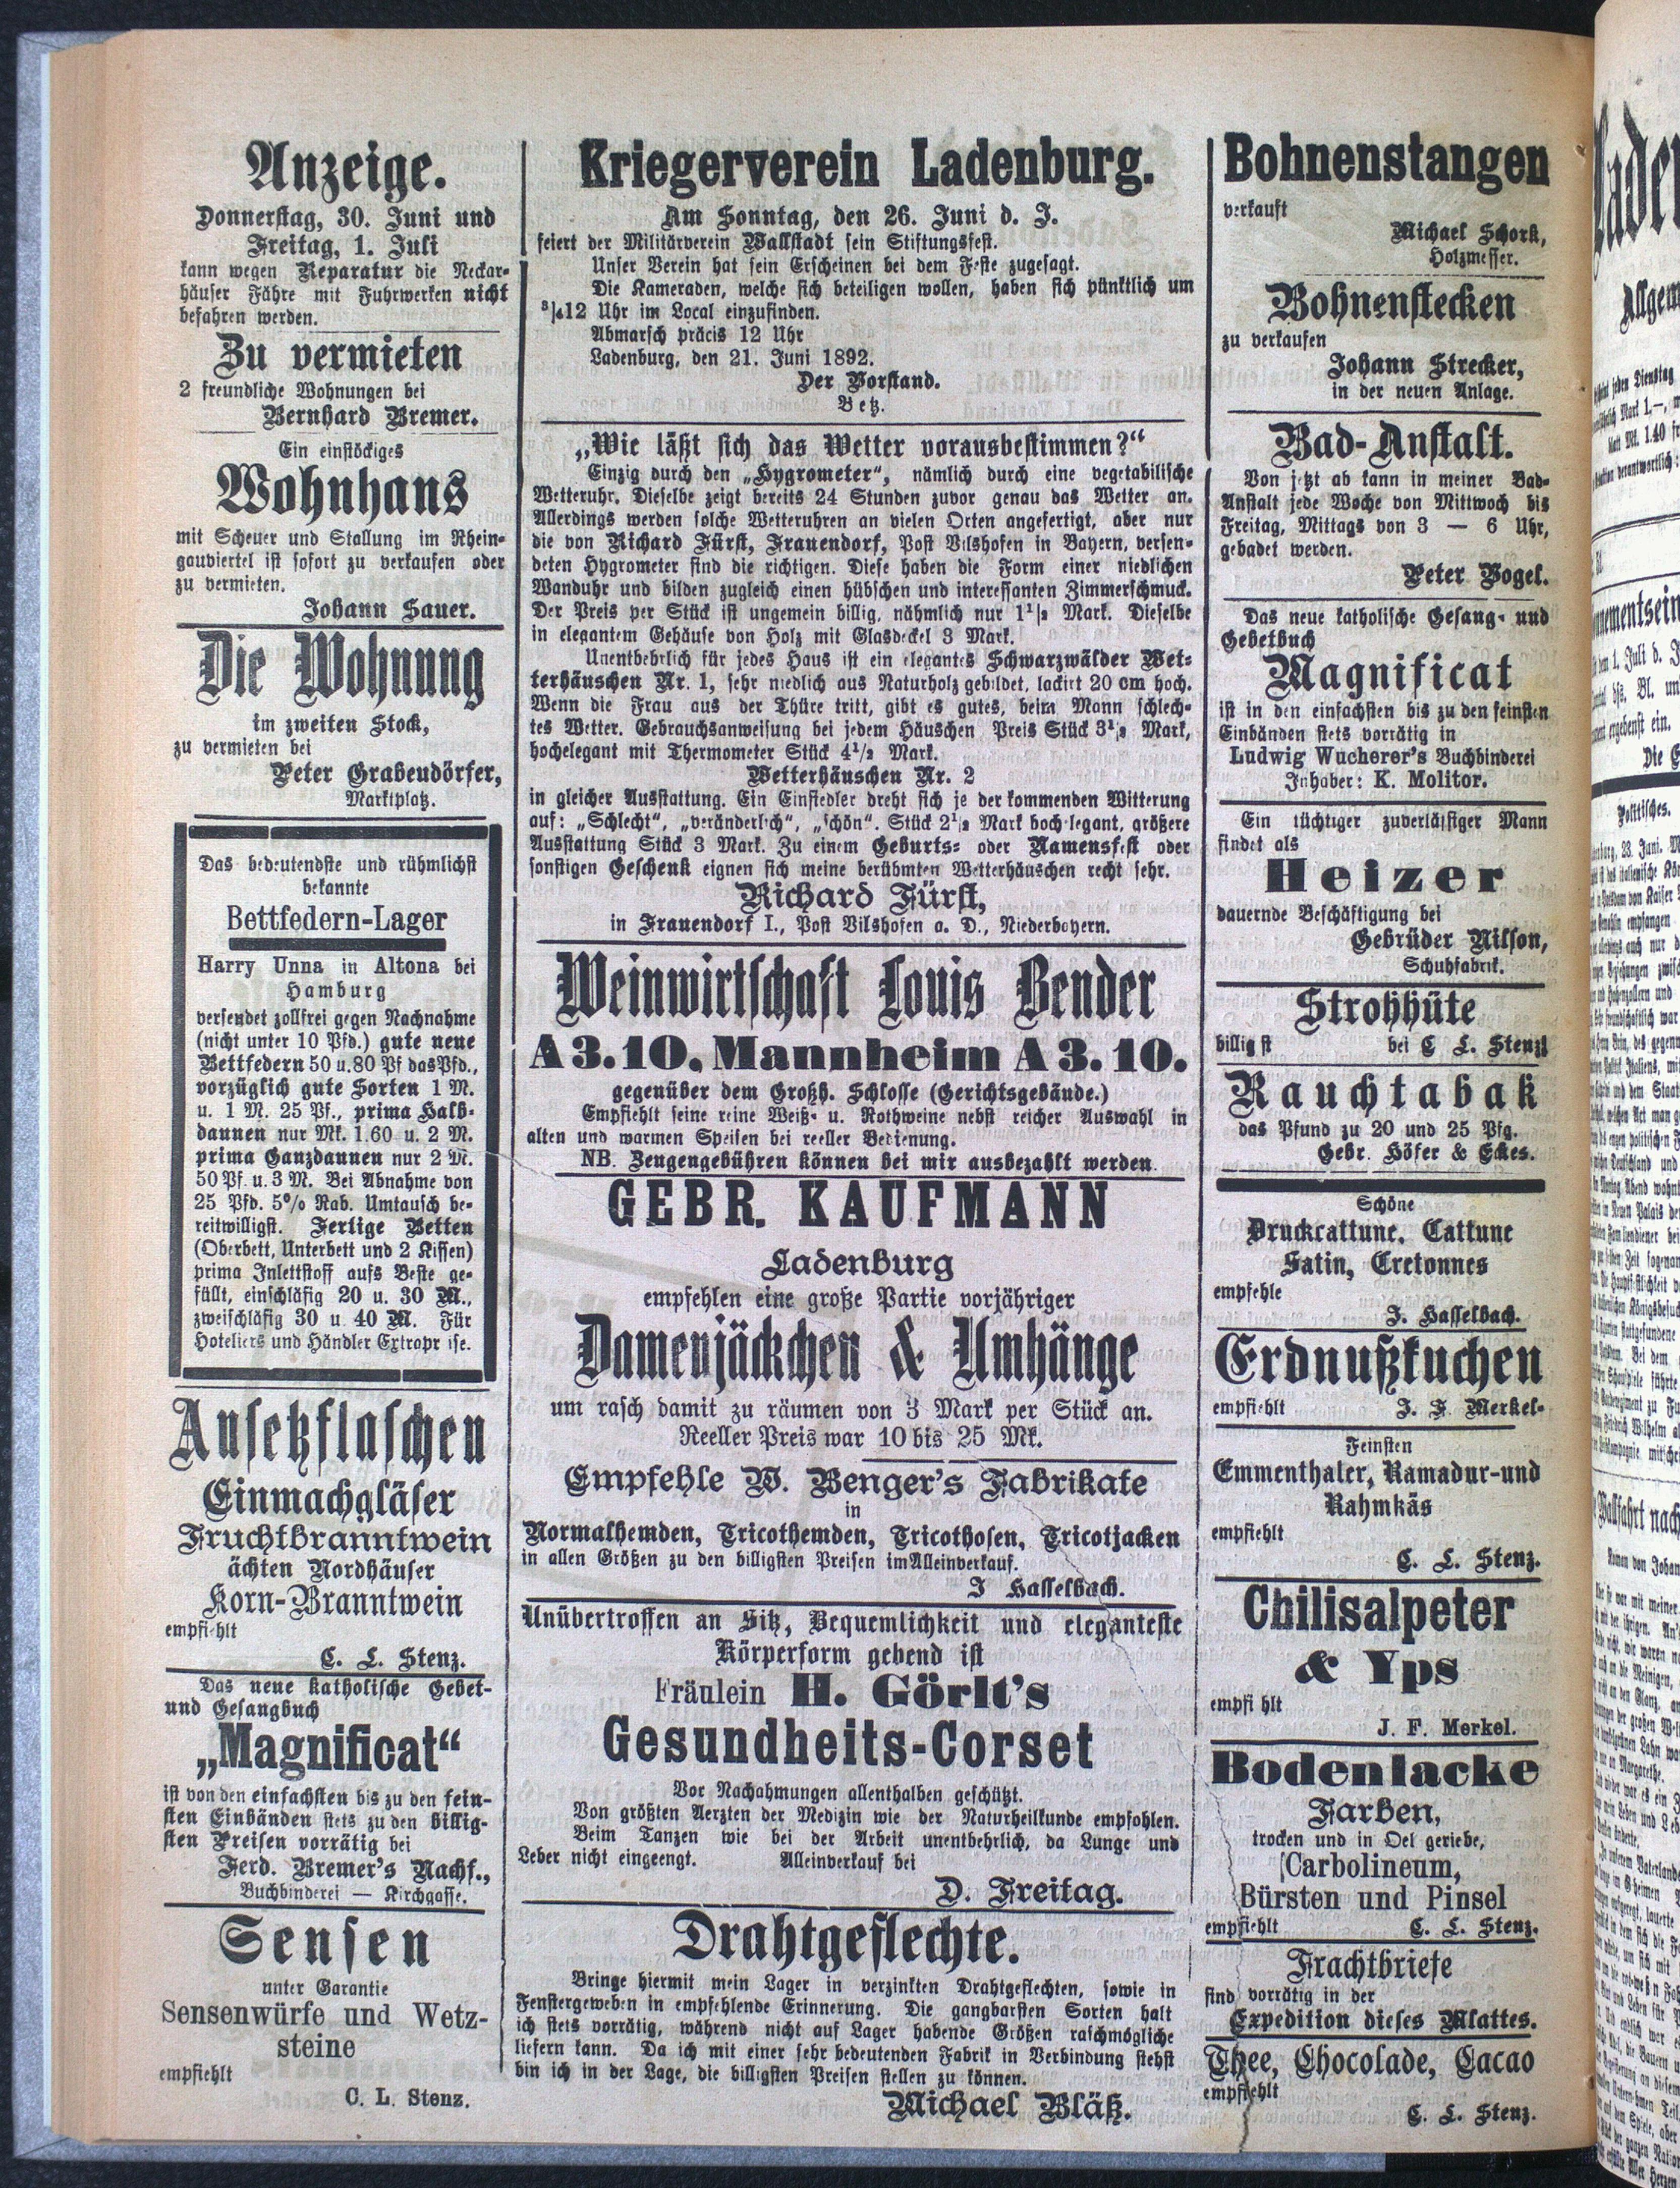 Anzeige.
Donnerstag, 30. Juni und
Freitag, 1. Juli
kann wegen Reparatur die Neckar-
häuser Fähre mit Fuhrwerken nicht
befahren werden.
Zu vermieten
2 freundliche Wohnungen bei
Bernhard Bremer.
Ein einstöckiges
Wohnhaus
mit Scheuer und Stallung im Rhein-
gauviertel ist sofort zu verkaufen oder
zu vermieten.
Johann Sauer.
Die Wohnung
im zweiten Stock,
zu vermieten bei
Peter Grabendörfer,
Marktplatz.
Das bedeutendste und rühmlichst
bekannte
Bettfedern-Lager
Harry Unna in Altona bei
Hamburg
versendet zollfrei gegen Nachnahme
(nicht unter 10 Pfd.) gute neue
Bettfedern 50 u. 80 Pf das Pfd.,
vorzüglich gute Sorten 1 M.
u. 1 M. 25 Pf., prima Halb-
daunen nur Mk. 1.60 u. 2 M.
prima Ganzdaunen nur 2 M.
50 Pf. u. 3 M. Bei Abnahme von
25 Pfd. 5% Rab. Umtausch be-
reitwilligst. Fertige Betten
(Oberbett, Unterbett und 2 Kissen)
prima Inlettstoff aufs Beste ge-
füllt, einschläfig 20 u. 30 M.,
zweischläfig 30 u. 40 M. Für
Hoteliers und Händler Extrapr ise.
Ansetzflaschen
Einmachgläser
Fruchtbranntwein
ächten Nordhäuser
Korn-Branntwein
empfi hlt
C. L. Stenz.
Das neue katholische Gebet-
und Gesangbuch
„Magnificat“
ist von den einfachsten bis zu den fein-
sten Einbänden stets zu den billig-
sten Preisen vorrätig bei
Ferd. Bremer's Nachf.,
Buchbinderei — Kirchgasse.
Sensen
unter Garantie
Sensenwürfe und Wetz-
steine
empfiehlt
C. L. Stenz.
Kriegerverein Ladenburg.
Am Sonntag, den 26. Juni d. J.
feiert der Militärverein Wallstadt sein Stiftungsfest.
Unser Verein hat sein Erscheinen bei dem Feste zugesagt.
Die Kameraden, welche sich beteiligen wollen, haben sich pünktlich um
3/412 Uhr im Local einzufinden.
Abmarsch präcis 12 Uhr
Ladenburg, den 21. Juni 1892.
Der Vorstand.
Betz.
„Wie läßt sich das Wetter vorausbestimmen?“
Einzig durch den „Hygrometer“, nämlich durch eine vegetabilische
Wetteruhr. Dieselbe zeigt bereits 24 Stunden zuvor genau das Wetter an.
Allerdings werden solche Wetteruhren an vielen Orten angefertigt, aber nur
die von Richard Fürst, Frauendorf, Post Vilshofen in Bayern, versen-
deten Hygrometer sind die richtigen. Diese haben die Form einer niedlichen
Wanduhr und bilden zugleich einen hübschen und interessanten Zimmerschmuck.
Der Preis per Stück ist ungemein billig, nähmlich nur 1 1/2 Mark. Dieselbe
in elegantem Gehäuse von Holz mit Glasdeckel 3 Mark.
Unentbehrlich für jedes Haus ist ein elegantes Schwarzwälder Wet-
terhäuschen Nr. 1, sehr niedlich aus Naturholz gebildet, lackirt 20 cm hoch.
Wenn die Frau aus der Thüre tritt, gibt es gutes, beim Mann schlech-
tes Wetter. Gebrauchsanweisung bei jedem Häuschen Preis Stück 3 1/2 Mark,
hochelegant mit Thermometer Stück 4 1/2 Mark.
Wetterhäuschen Nr. 2
in gleicher Ausstattung. Ein Einsiedler dreht sich je der kommenden Witterung
auf: „Schlecht“, „veränderlich“, „schön“. Stück 2 1/2 Mark hoch legant, größere
Ausstattung Stück 3 Mark. Zu einem Geburts- oder Namensfest oder
sonstigen Geschenk eignen sich meine berühmten Wetterhäuschen recht sehr.
Richard Fürst,
in Frauendorf I., Post Vilshofen a. D., Niederbayern.
Weinwirtschaft Louis Bender
A 3. 10. Mannheim A 3. 10.
gegenüber dem Großh. Schlosse (Gerichtsgebände.)
Empfiehlt seine reine Weiß- u. Rothweine nebst reicher Auswahl in
alten und warmen Speisen bei reeller Bedienung.
NB. Zeugengebühren können bei mir ausbezahlt werden.
GEBR. KAUFMANN
Ladenburg
empfehlen eine große Partie vorjähriger
Damenjäckchen & Umhänge
um rasch damit zu räumen von 3 Mark per Stück an.
Reeller Preis war 10 bis 25 Mk.
Empfehle W. Benger's Fabrikate
in
Normalhemden, Tricothemden, Tricothosen, Tricotjacken
in allen Größen zu den billigsten Preisen im Alleinverkauf.
J Hasselbach.
Unübertroffen an Sitz, Bequemlichkeit und eleganteste
Körperform gebend ist
Fräulein H. Görlt's
Gesundheits-Corset
Vor Nachahmungen allenthalben geschützt.
Von größten Aerzten der Medizin wie der Naturheilkunde empfohlen.
Beim Tanzen wie bei der Arbeit unentbehrlich, da Lunge und
Leber nicht eingeengt. Alleinverkauf bei
D. Freitag.
Drahtgeflechte.
Bringe hiermit mein Lager in verzinkten Drahtgeflechten, sowie in
Fenstergeweben in empfehlende Erinnerung. Die gangbarsten Sorten halt
ich stets vorrätig, während nicht auf Lager habende Größen raschmögliche
liefern kann. Da ich mit einer sehr bedeutenden Fabrik in Verbindung stehst
bin ich in der Lage, die billigsten Preisen stellen zu können.
Michael Bläß.
Bohnenstangen
verkauft
Michael Schork,
Holzmesser.
Bohnenstecken
zu verkaufen
Johann Strecker,
in der neuen Anlage.
Bad-Anstalt.
Von jetzt ab kann in meiner Bad-
Anstalt jede Woche von Mittwoch bis
Freitag, Mittags von 3 — 6 Uhr,
gebadet werden.
Peter Vogel.
Das neue katholische Gesang- und
Gebetbuch
Magnificat
ist in den einfachsten bis zu den feinsten
Einbänden stets vorrätig in
Ludwig Wucherer's Buchbinderei
Inhaber: K. Molitor.
Ein tüchtiger zuverlässiger Mann
findet als
Heizer
dauernde Beschäftigung bei
Gebrüder Nilson,
Schuhfabrik.
Strohhüte
billig st bei C L. Stenz
Rauchtabak
das Pfund zu 20 und 25 Pfg.
Gebr. Höfer & Eckes.
Schöne
Druckcattune, Cattune
Satin, Cretonnes
empfehle
J. Hasselbach.
Erdnußkuchen
empfiehlt J. F. Merkel.
Feinsten
Emmenthaler, Ramadur-und
Rahmkäs
empfiehlt
C. L. Stenz.
Chilisalpeter
& Yps
empfi hlt
J. F. Merkel.
Bodenlacke
Farben,
trocken und in Oel geriebe,
Carbolineum,
Bürsten und Pinsel
empfiehlt C. L. Stenz.
Frachtbriefe
sind vorrätig in der
Expedition dieses Blattes.
Thee, Chocolade, Cacao
empfiehlt
C. L. Stenz.